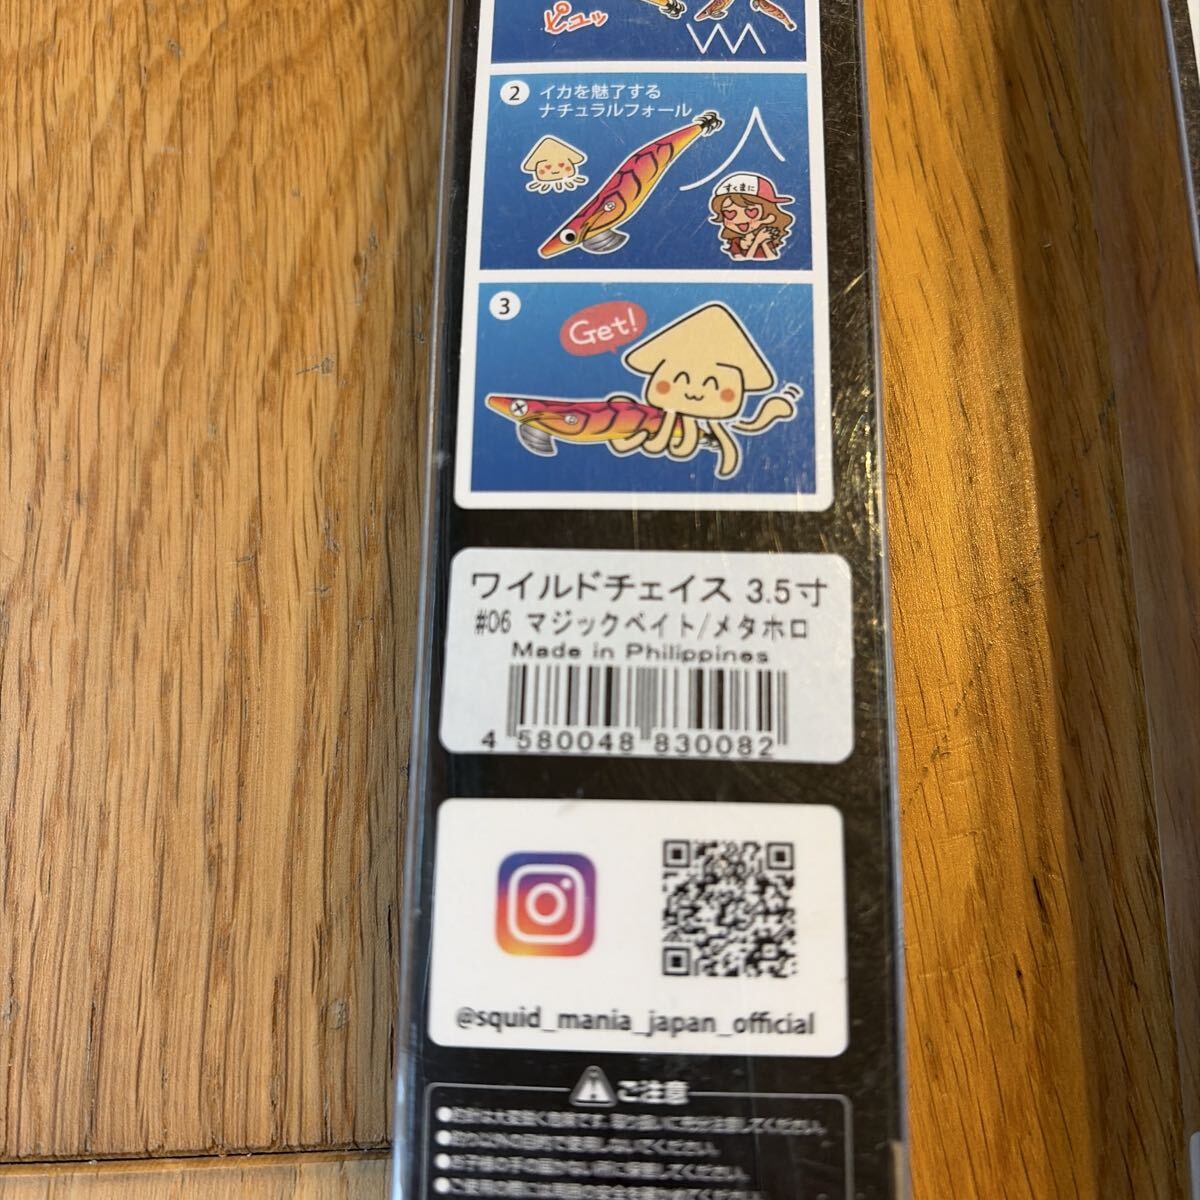 ピュッ
2 イカを魅了する
ナチュラルフォール
すくまに
3
Get!
ワイルドチェイス 3.5寸
#06 マジックベイト/メタホロ
Made in Philippines
4 580048 830082
@squid_mania_japan_official
ご注意